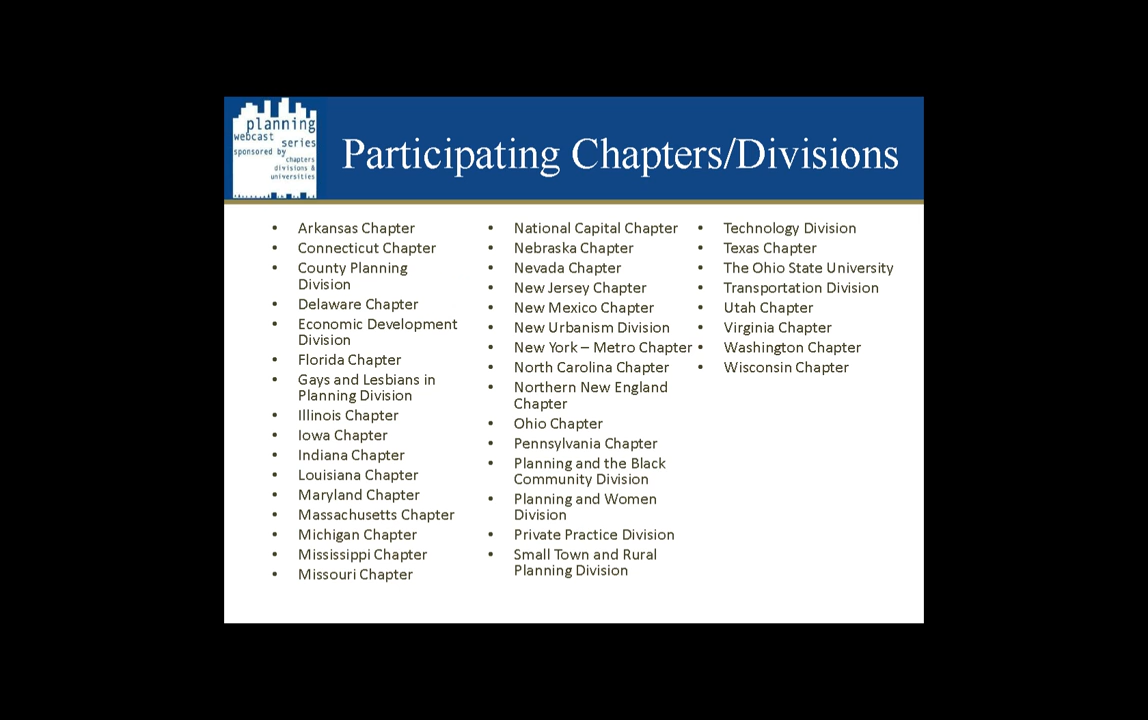 planning
webcast series
sponsored by
chapters
divisions &
universities
Participating Chapters/Divisions
• Arkansas Chapter
• Connecticut Chapter
• County Planning
Division
• Delaware Chapter
• Economic Development
Division
• Florida Chapter
• Gays and Lesbians in
Planning Division
• Illinois Chapter
• Iowa Chapter
• Indiana Chapter
• Louisiana Chapter
• Maryland Chapter
• Massachusetts Chapter
• Michigan Chapter
• Mississippi Chapter
• Missouri Chapter
• National Capital Chapter
• Nebraska Chapter
• Nevada Chapter
• New Jersey Chapter
• New Mexico Chapter
• New Urbanism Division
• New York – Metro Chapter
• North Carolina Chapter
• Northern New England
Chapter
• Ohio Chapter
• Pennsylvania Chapter
• Planning and the Black
Community Division
• Planning and Women
Division
• Private Practice Division
• Small Town and Rural
Planning Division
• Technology Division
• Texas Chapter
• The Ohio State University
• Transportation Division
• Utah Chapter
• Virginia Chapter
• Washington Chapter
• Wisconsin Chapter